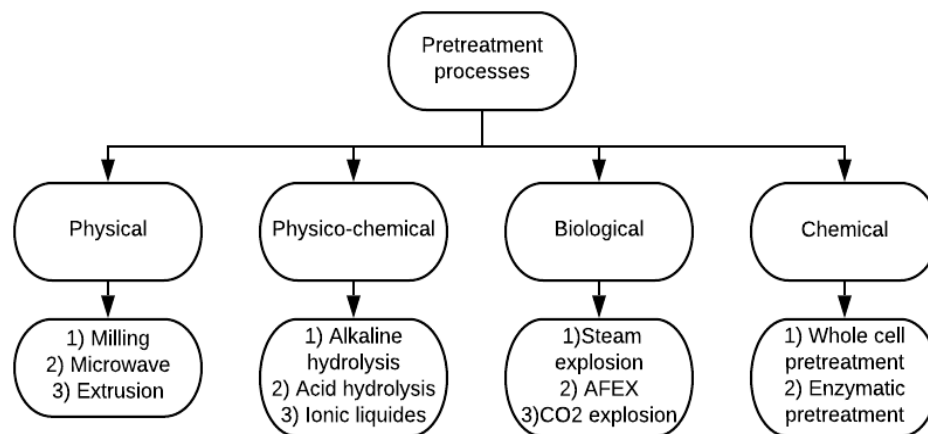 Pretreatment
processes
Physical
Physico-chemical
Biological
Chemical
1) Milling
2) Microwave
3) Extrusion
1) Alkaline
hydrolysis
2) Acid hydrolysis
3) Ionic liquides
1)Steam
explosion
2) AFEX
3)CO2 explosion
1) Whole cell
pretreatment
2) Enzymatic
pretreatment